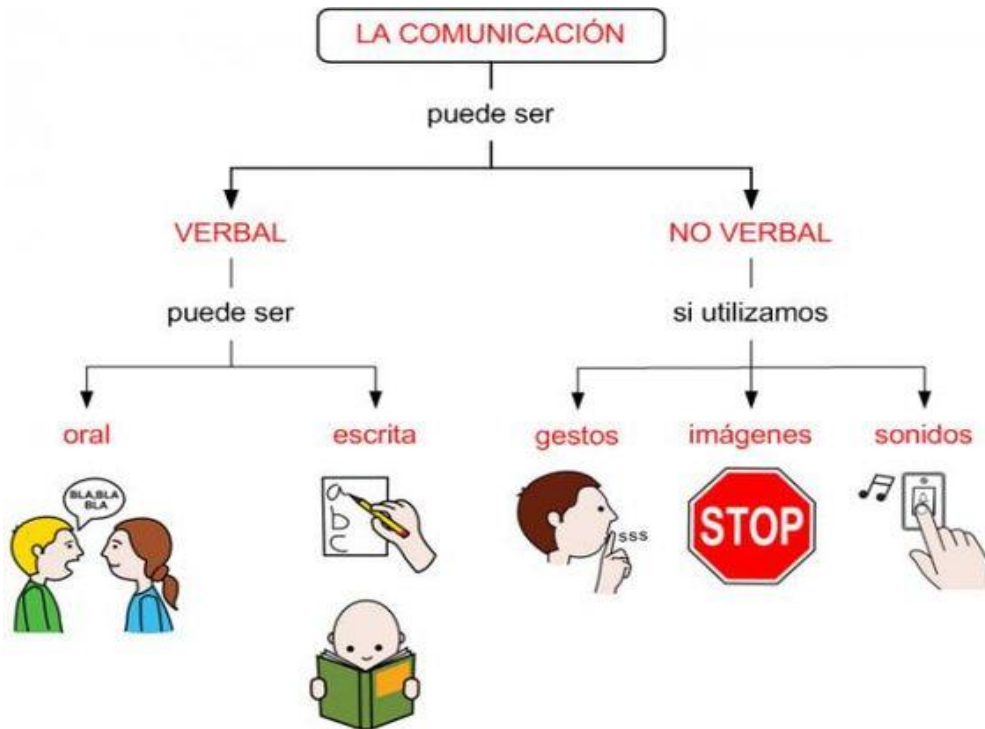 LA COMUNICACIÓN
puede ser
VERBAL
NO VERBAL
puede ser
si utilizamos
oral
escrita
gestos
imágenes
sonidos
BLA,BLA
BLA
a
b
c
sss
STOP